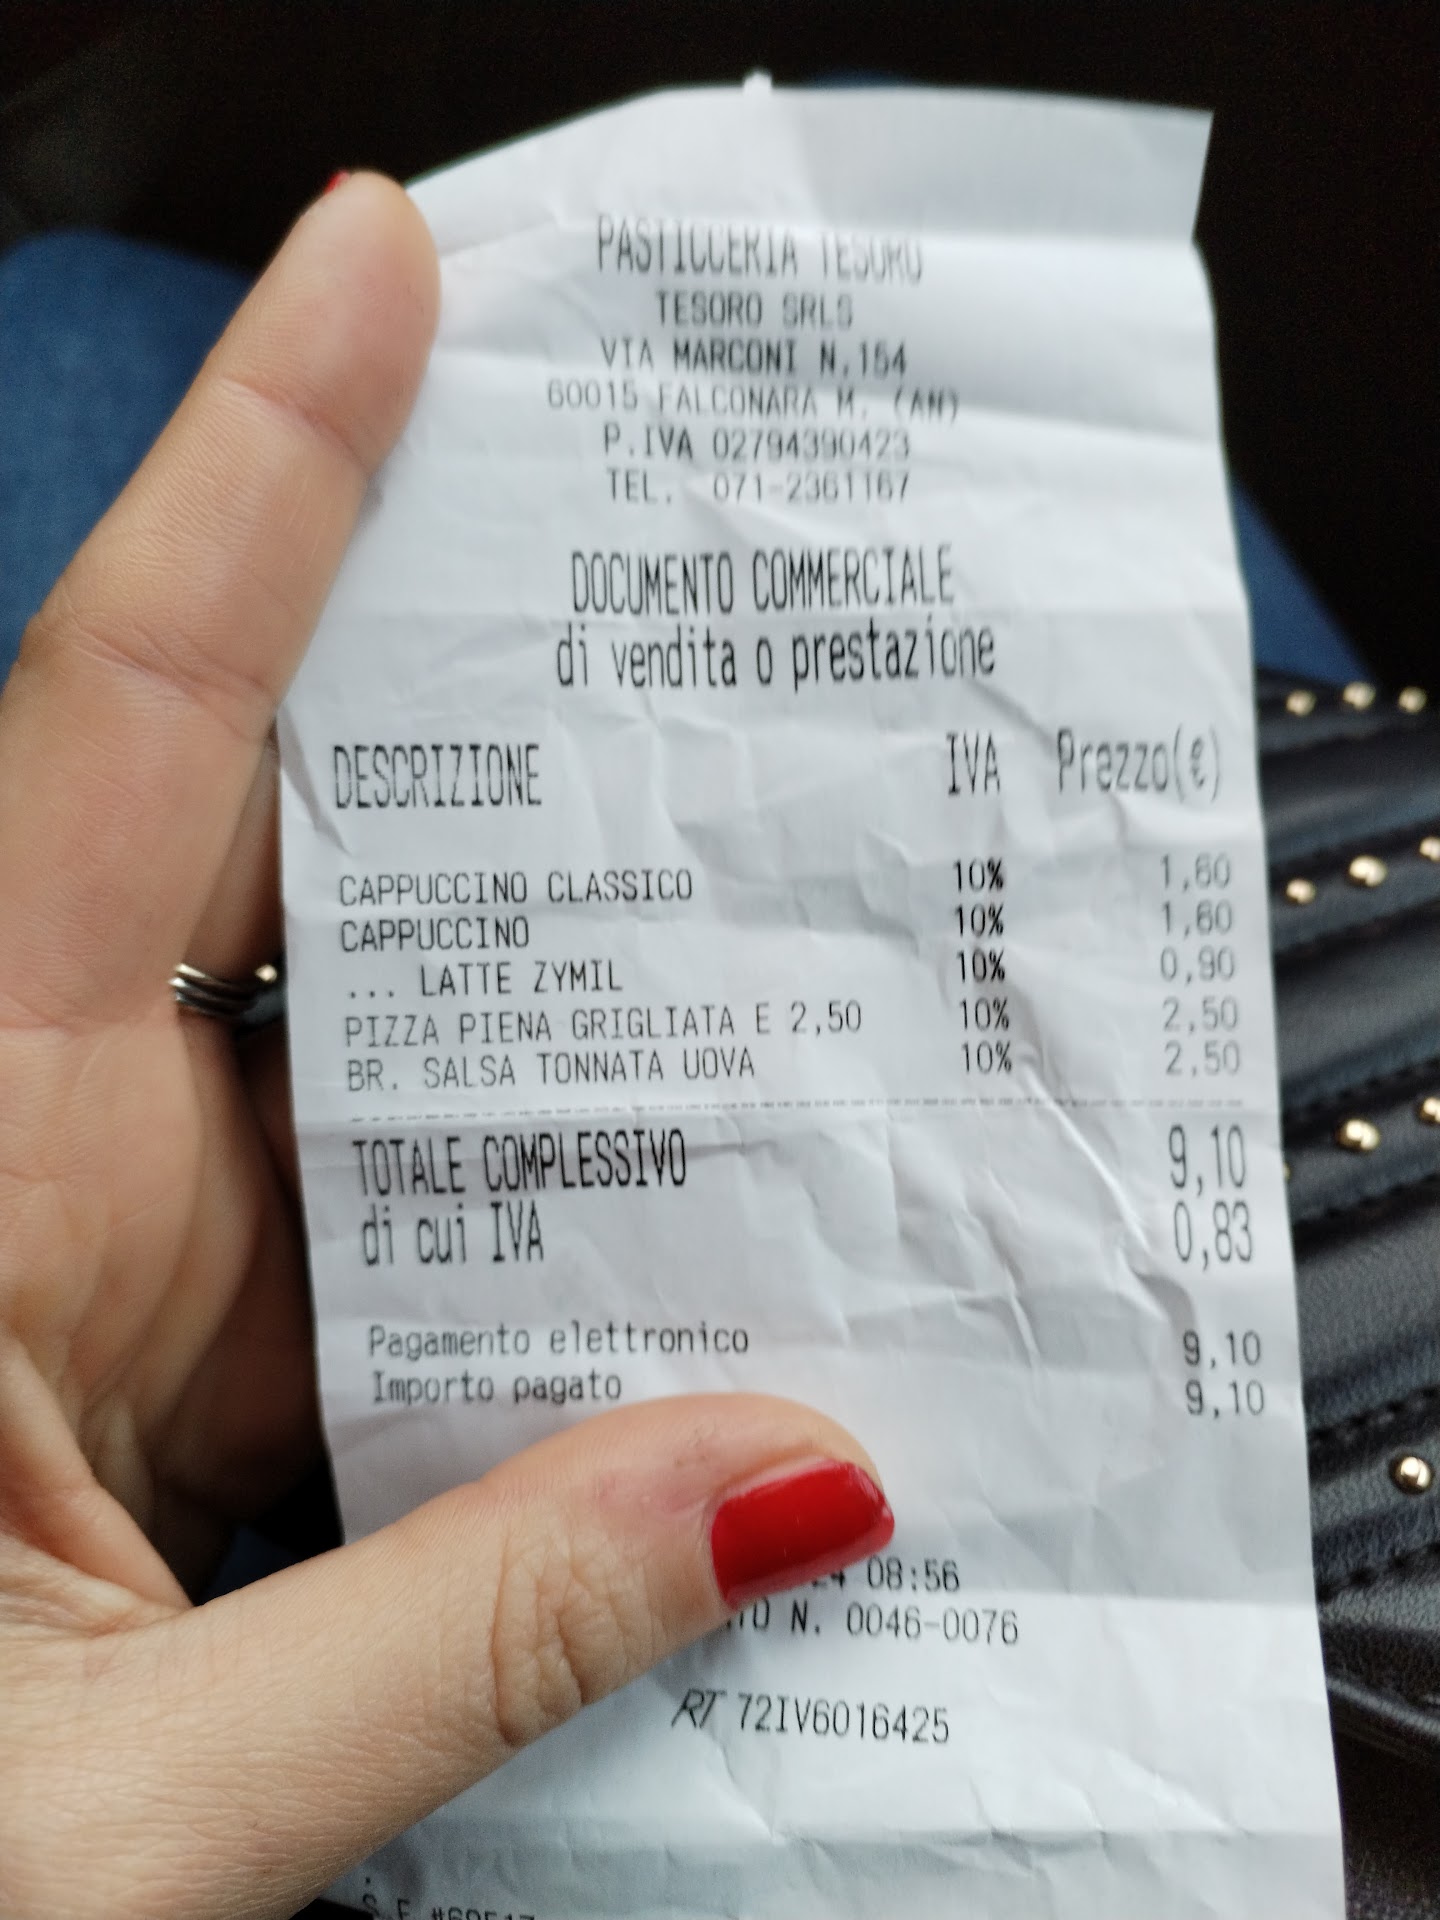 PASTICCERIA TESORO
TESORO SRLS
VIA MARCONI N.154
60015 FALCONARA M. (AN)
P.IVA 02794390423
TEL. 071-2361167
DOCUMENTO COMMERCIALE
di vendita o prestazione
DESCRIZIONE IVA Prezzo(€)
CAPPUCCINO CLASSICO 10% 1,60
CAPPUCCINO 10% 1,60
... LATTE ZYMIL 10% 0,90
PIZZA PIENA GRIGLIATA E 2,50 10% 2,50
BR. SALSA TONNATA UOVA 10% 2,50
TOTALE COMPLESSIVO 9,10
di cui IVA 0,83
Pagamento elettronico 9,10
Importo pagato 9,10
08:56
N. 0046-0076
RT 72IV6016425